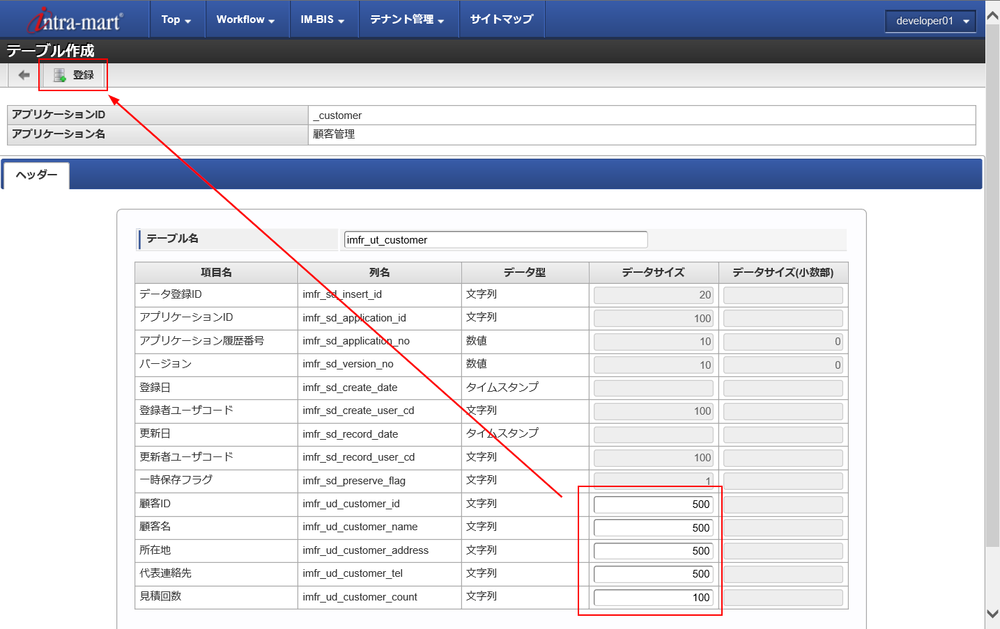 intra-mart® Top Workflow IM-BIS テナント管理 サイトマップ developer01
テーブル作成
登録
アプリケーションID _customer
アプリケーション名 顧客管理
ヘッダー
テーブル名 imfr_ut_customer
項目名 列名 データ型 データサイズ データサイズ(小数部)
データ登録ID imfr_sd_insert_id 文字列 20
アプリケーションID imfr_sd_application_id 文字列 100
アプリケーション履歴番号 imfr_sd_application_no 数値 10 0
バージョン imfr_sd_version_no 数値 10 0
登録日 imfr_sd_create_date タイムスタンプ
登録者ユーザコード imfr_sd_create_user_cd 文字列 100
更新日 imfr_sd_record_date タイムスタンプ
更新者ユーザコード imfr_sd_record_user_cd 文字列 100
一時保存フラグ imfr_sd_preserve_flag 文字列 1
顧客ID imfr_ud_customer_id 文字列 500
顧客名 imfr_ud_customer_name 文字列 500
所在地 imfr_ud_customer_address 文字列 500
代表連絡先 imfr_ud_customer_tel 文字列 500
見積回数 imfr_ud_customer_count 文字列 100